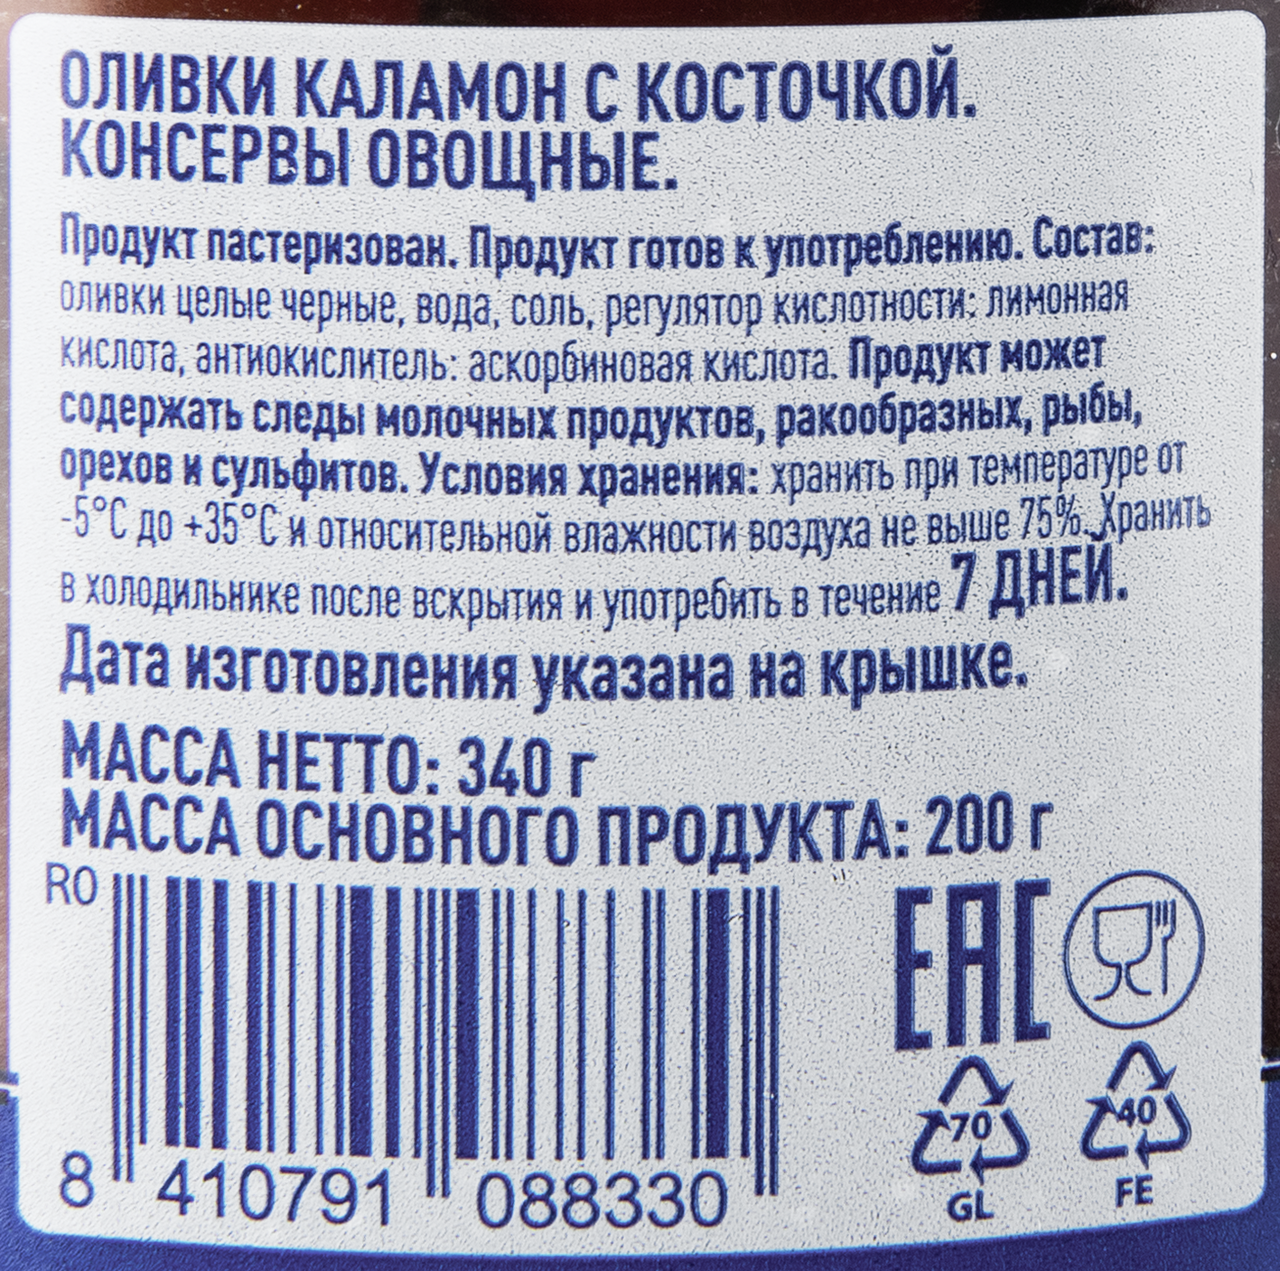 ОЛИВКИ КАЛАМОН С КОСТОЧКОЙ.
КОНСЕРВЫ ОВОЩНЫЕ.
Продукт пастеризован. Продукт готов к употреблению. Состав:
оливки целые черные, вода, соль, регулятор кислотности: лимонная
кислота, антиокислитель: аскорбиновая кислота. Продукт может
содержать следы молочных продуктов, ракообразных, рыбы,
орехов и сульфитов. Условия хранения: хранить при температуре от
-5°C до +35°C и относительной влажности воздуха не выше 75%. Хранить
в холодильнике после вскрытия и употребить в течение 7 ДНЕЙ.
Дата изготовления указана на крышке.
МАССА НЕТТО: 340 г
МАССА ОСНОВНОГО ПРОДУКТА: 200 г
RO
EAC
8 410791 088330
70
GL
40
FE